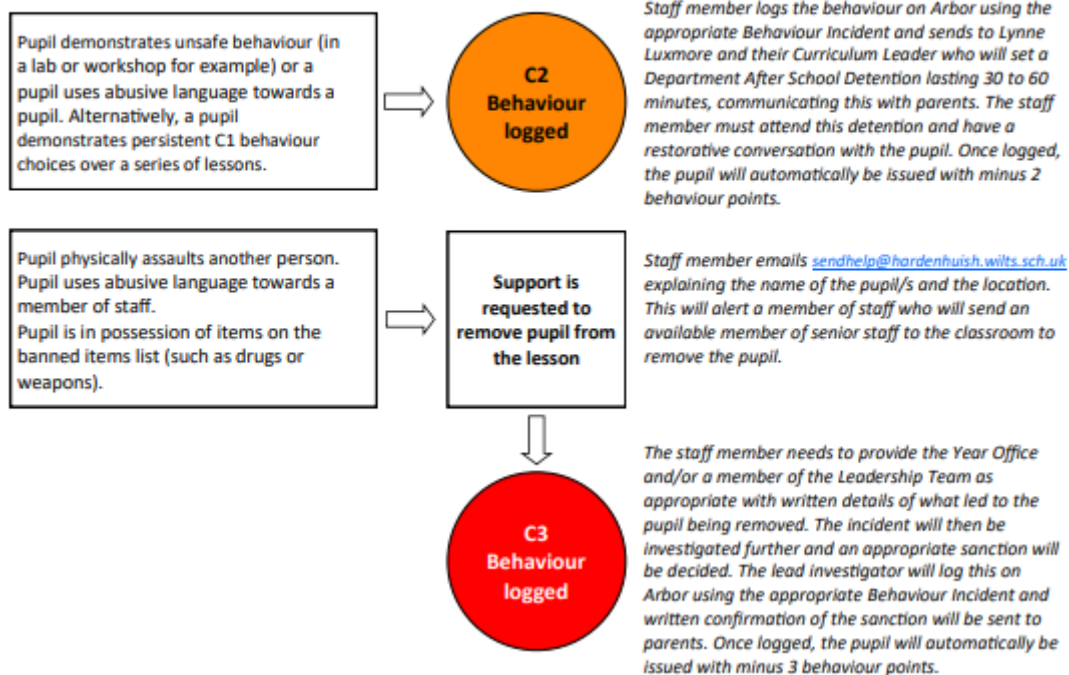 Pupil demonstrates unsafe behaviour (in
a lab or workshop for example) or a
pupil uses abusive language towards a
pupil. Alternatively, a pupil
demonstrates persistent C1 behaviour
choices over a series of lessons.
C2
Behaviour
logged
Staff member logs the behaviour on Arbor using the
appropriate Behaviour Incident and sends to Lynne
Luxmore and their Curriculum Leader who will set a
Department After School Detention lasting 30 to 60
minutes, communicating this with parents. The staff
member must attend this detention and have a
restorative conversation with the pupil. Once logged,
the pupil will automatically be issued with minus 2
behaviour points.
Pupil physically assaults another person.
Pupil uses abusive language towards a
member of staff.
Pupil is in possession of items on the
banned items list (such as drugs or
weapons).
Support is
requested to
remove pupil from
the lesson
Staff member emails sendhelp@hardenhuish.wilts.sch.uk
explaining the name of the pupil/s and the location.
This will alert a member of staff who will send an
available member of senior staff to the classroom to
remove the pupil.
C3
Behaviour
logged
The staff member needs to provide the Year Office
and/or a member of the Leadership Team as
appropriate with written details of what led to the
pupil being removed. The incident will then be
investigated further and an appropriate sanction will
be decided. The lead investigator will log this on
Arbor using the appropriate Behaviour Incident and
written confirmation of the sanction will be sent to
parents. Once logged, the pupil will automatically be
issued with minus 3 behaviour points.